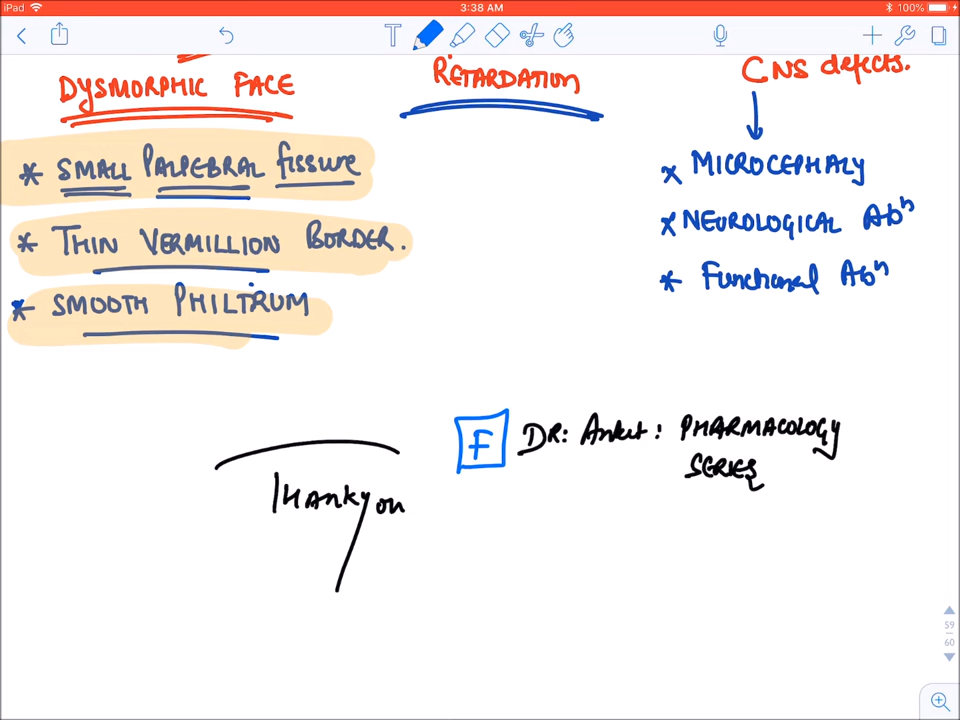 iPad 3:38 AM 100%
DYSMORPHIC FACE
* SMALL PALPEBRAL fissure
* THIN VERMILLION BORDER.
* SMOOTH PHILTRUM
RETARDATION
CNS defects.
* MICROCEPHALY
* NEUROLOGICAL Abⁿ
* Functional Abⁿ
F DR: Ankit: PHARMACOLOGY
SERIES
THANKyou
59
60